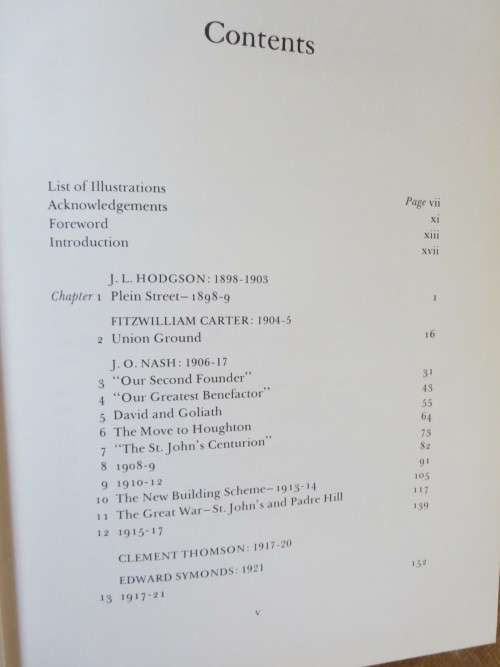 Contents
List of Illustrations Page vii
Acknowledgements xi
Foreword xiii
Introduction xvii
J. L. HODGSON: 1898-1903
Chapter 1 Plein Street–1898-9 1
FITZWILLIAM CARTER: 1904-5
2 Union Ground 16
J. O. NASH: 1906-17
3 "Our Second Founder" 31
4 "Our Greatest Benefactor" 43
5 David and Goliath 55
6 The Move to Houghton 64
7 "The St. John's Centurion" 73
8 1908-9 82
9 1910-12 91
10 The New Building Scheme–1913-14 105
11 The Great War–St. John's and Padre Hill 117
12 1915-17 139
CLEMENT THOMSON: 1917-20
EDWARD SYMONDS: 1921
13 1917-21 152
v